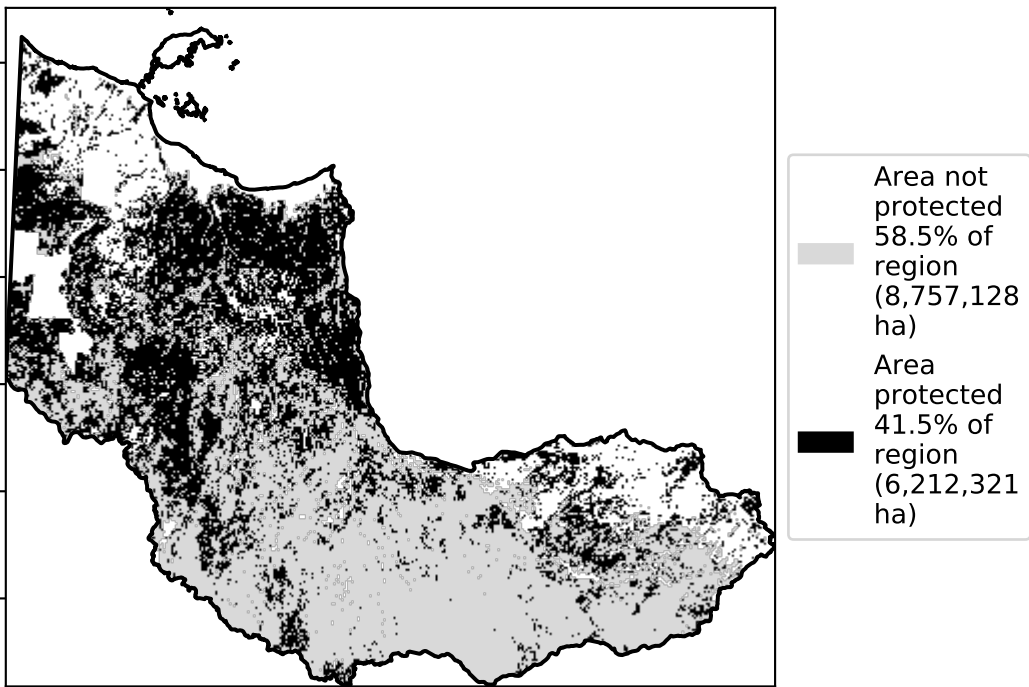 Area not
protected
58.5% of
region
(8,757,128
ha)
Area
protected
41.5% of
region
(6,212,321
ha)